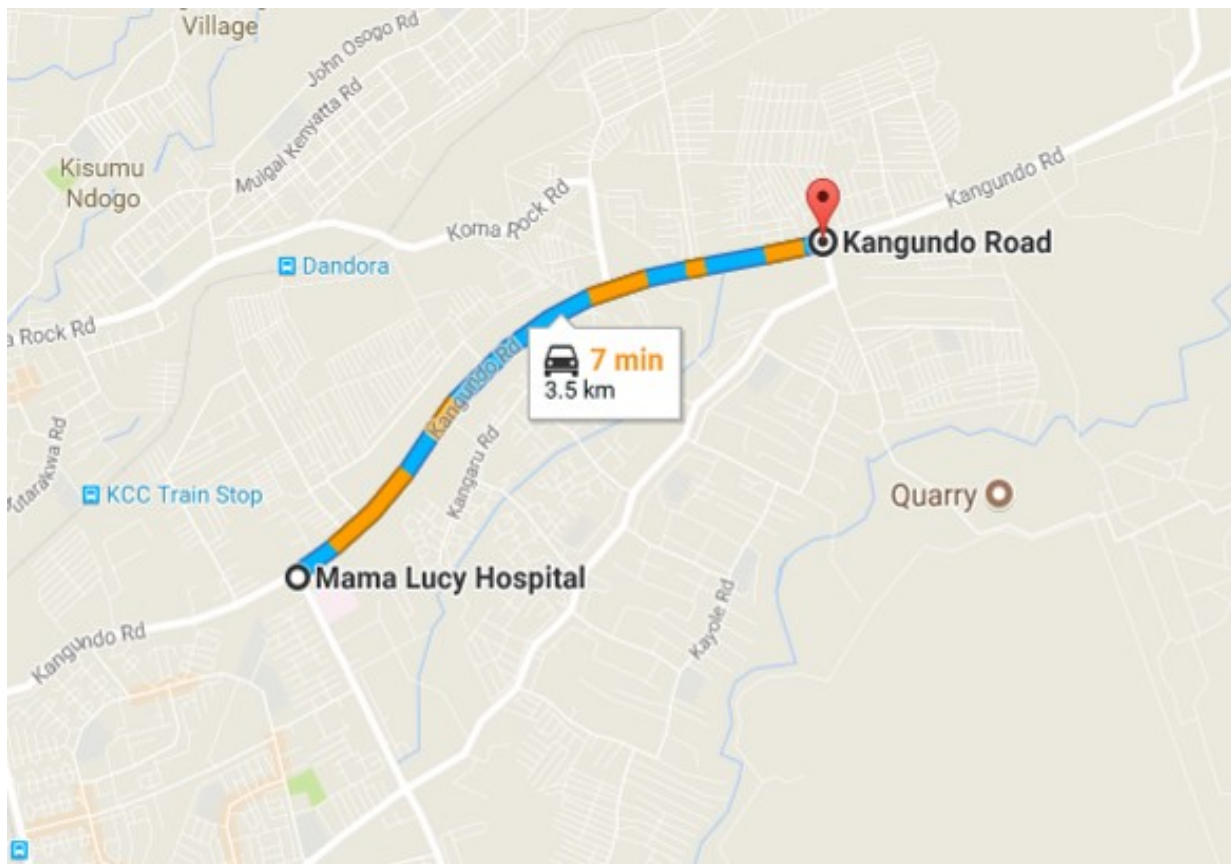 Village
John Osogo Rd
Muigai Kenyatta Rd
Kisumu
Ndogo
Koma Rock Rd
Kangundo Rd
Kangundo Road
Dandora
a Rock Rd
7 min
3.5 km
Kangundo Rd
Kangaru Rd
utarakwa Rd
KCC Train Stop
Quarry
Mama Lucy Hospital
Kayole Rd
Kangundo Rd